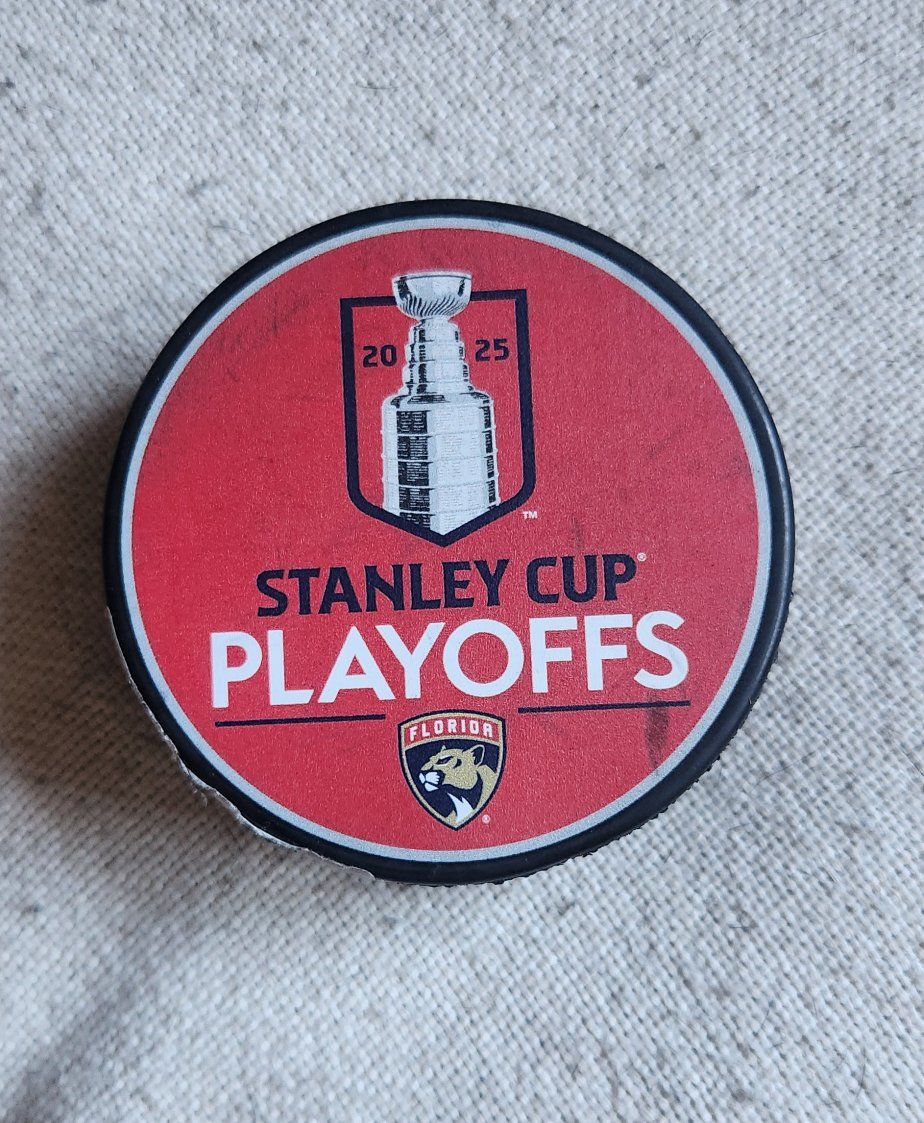 20 25
™
STANLEY CUP®
PLAYOFFS
FLORIDA
®